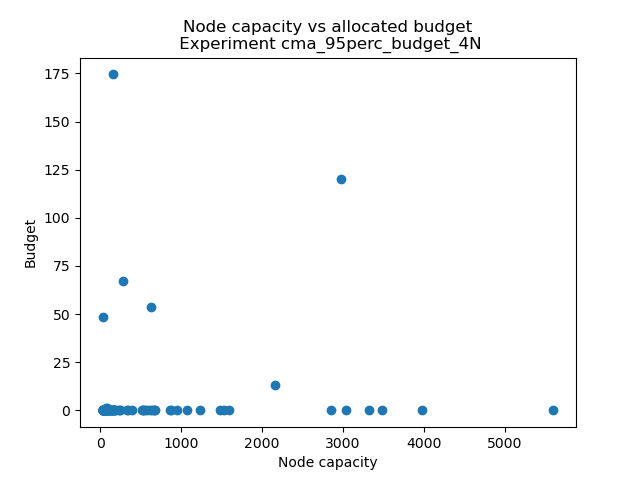 Node capacity vs allocated budget
Experiment cma_95perc_budget_4N
175
150
125
100
75
50
25
0
Budget
0 1000 2000 3000 4000 5000
Node capacity